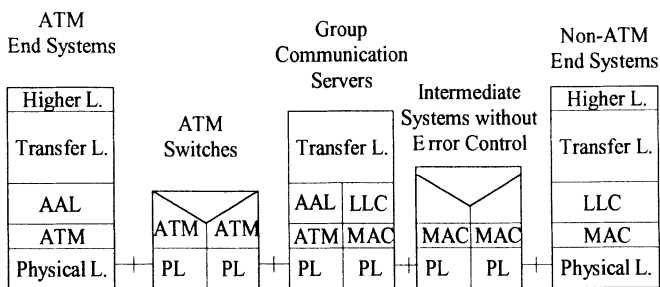 ATM
End Systems
Higher L.
Transfer L.
AAL
ATM
Physical L.
ATM
Switches
ATM ATM
PL PL
Group
Communication
Servers
Transfer L.
AAL LLC
ATM MAC
PL PL
Intermediate
Systems without
Error Control
MAC MAC
PL PL
Non-ATM
End Systems
Higher L.
Transfer L.
LLC
MAC
Physical L.